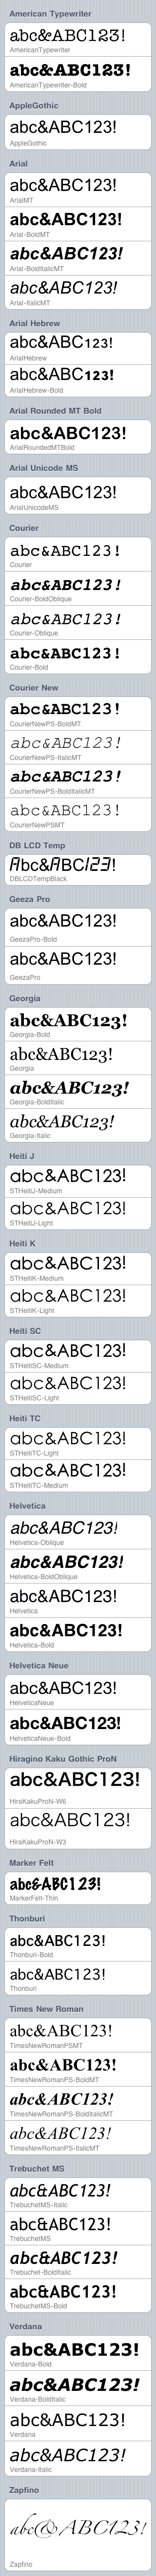 American Typewriter
abc&ABC123!
AmericanTypewriter
abc&ABC123!
AmericanTypewriter-Bold
AppleGothic
abc&ABC123!
AppleGothic
Arial
abc&ABC123!
ArialMT
abc&ABC123!
Arial-BoldMT
abc&ABC123!
Arial-BoldItalicMT
abc&ABC123!
Arial-ItalicMT
Arial Hebrew
abc&ABC123!
ArialHebrew
abc&ABC123!
ArialHebrew-Bold
Arial Rounded MT Bold
abc&ABC123!
ArialRoundedMTBold
Arial Unicode MS
abc&ABC123!
ArialUnicodeMS
Courier
abc&ABC123!
Courier
abc&ABC123!
Courier-BoldOblique
abc&ABC123!
Courier-Oblique
abc&ABC123!
Courier-Bold
Courier New
abc&ABC123!
CourierNewPS-BoldMT
abc&ABC123!
CourierNewPS-ItalicMT
abc&ABC123!
CourierNewPS-BoldItalicMT
abc&ABC123!
CourierNewPSMT
DB LCD Temp
Abc&ABC123!
DBLCDTempBlack
Geeza Pro
abc&ABC123!
GeezaPro-Bold
abc&ABC123!
GeezaPro
Georgia
abc&ABC123!
Georgia-Bold
abc&ABC123!
Georgia
abc&ABC123!
Georgia-BoldItalic
abc&ABC123!
Georgia-Italic
Heiti J
abc&ABC123!
STHeitiJ-Medium
abc&ABC123!
STHeitiJ-Light
Heiti K
abc&ABC123!
STHeitiK-Medium
abc&ABC123!
STHeitiK-Light
Heiti SC
abc&ABC123!
STHeitiSC-Medium
abc&ABC123!
STHeitiSC-Light
Heiti TC
abc&ABC123!
STHeitiTC-Light
abc&ABC123!
STHeitiTC-Medium
Helvetica
abc&ABC123!
Helvetica-Oblique
abc&ABC123!
Helvetica-BoldOblique
abc&ABC123!
Helvetica
abc&ABC123!
Helvetica-Bold
Helvetica Neue
abc&ABC123!
HelveticaNeue
abc&ABC123!
HelveticaNeue-Bold
Hiragino Kaku Gothic ProN
abc&ABC123!
HiraKakuProN-W6
abc&ABC123!
HiraKakuProN-W3
Marker Felt
abc&ABC123!
MarkerFelt-Thin
Thonburi
abc&ABC123!
Thonburi-Bold
abc&ABC123!
Thonburi
Times New Roman
abc&ABC123!
TimesNewRomanPSMT
abc&ABC123!
TimesNewRomanPS-BoldMT
abc&ABC123!
TimesNewRomanPS-BoldItalicMT
abc&ABC123!
TimesNewRomanPS-ItalicMT
Trebuchet MS
abc&ABC123!
TrebuchetMS-Italic
abc&ABC123!
TrebuchetMS
abc&ABC123!
Trebuchet-BoldItalic
abc&ABC123!
TrebuchetMS-Bold
Verdana
abc&ABC123!
Verdana-Bold
abc&ABC123!
Verdana-BoldItalic
abc&ABC123!
Verdana
abc&ABC123!
Verdana-Italic
Zapfino
abc&ABC123!
Zapfino